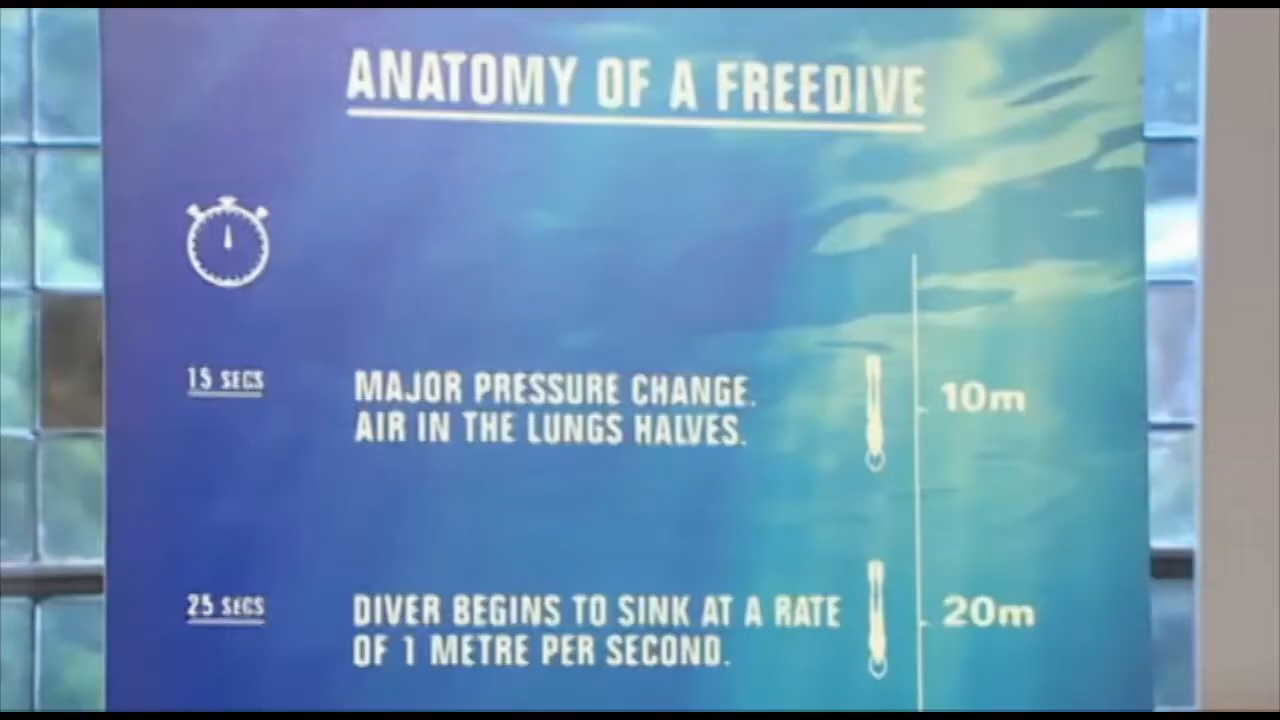 ANATOMY OF A FREEDIVE
15 SECS
MAJOR PRESSURE CHANGE.
AIR IN THE LUNGS HALVES.
10m
25 SECS
DIVER BEGINS TO SINK AT A RATE
OF 1 METRE PER SECOND.
20m